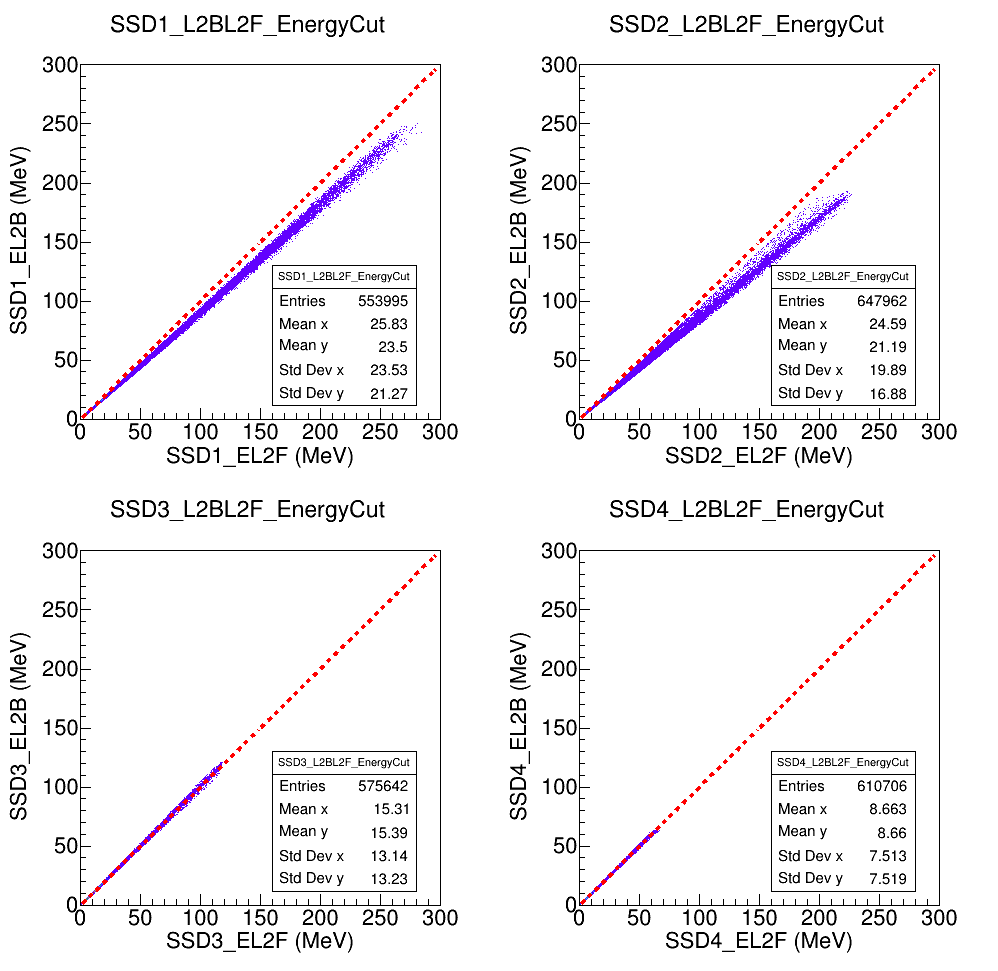 SSD1_L2BL2F_EnergyCut
SSD1_EL2B (MeV)
300
250
200
150
100
50
0
0 50 100 150 200 250 300
SSD1_EL2F (MeV)
SSD1_L2BL2F_EnergyCut
Entries 553995
Mean x 25.83
Mean y 23.5
Std Dev x 23.53
Std Dev y 21.27
SSD2_L2BL2F_EnergyCut
SSD2_EL2B (MeV)
300
250
200
150
100
50
0
0 50 100 150 200 250 300
SSD2_EL2F (MeV)
SSD2_L2BL2F_EnergyCut
Entries 647962
Mean x 24.59
Mean y 21.19
Std Dev x 19.89
Std Dev y 16.88
SSD3_L2BL2F_EnergyCut
SSD3_EL2B (MeV)
300
250
200
150
100
50
0
0 50 100 150 200 250 300
SSD3_EL2F (MeV)
SSD3_L2BL2F_EnergyCut
Entries 575642
Mean x 15.31
Mean y 15.39
Std Dev x 13.14
Std Dev y 13.23
SSD4_L2BL2F_EnergyCut
SSD4_EL2B (MeV)
300
250
200
150
100
50
0
0 50 100 150 200 250 300
SSD4_EL2F (MeV)
SSD4_L2BL2F_EnergyCut
Entries 610706
Mean x 8.663
Mean y 8.66
Std Dev x 7.513
Std Dev y 7.519